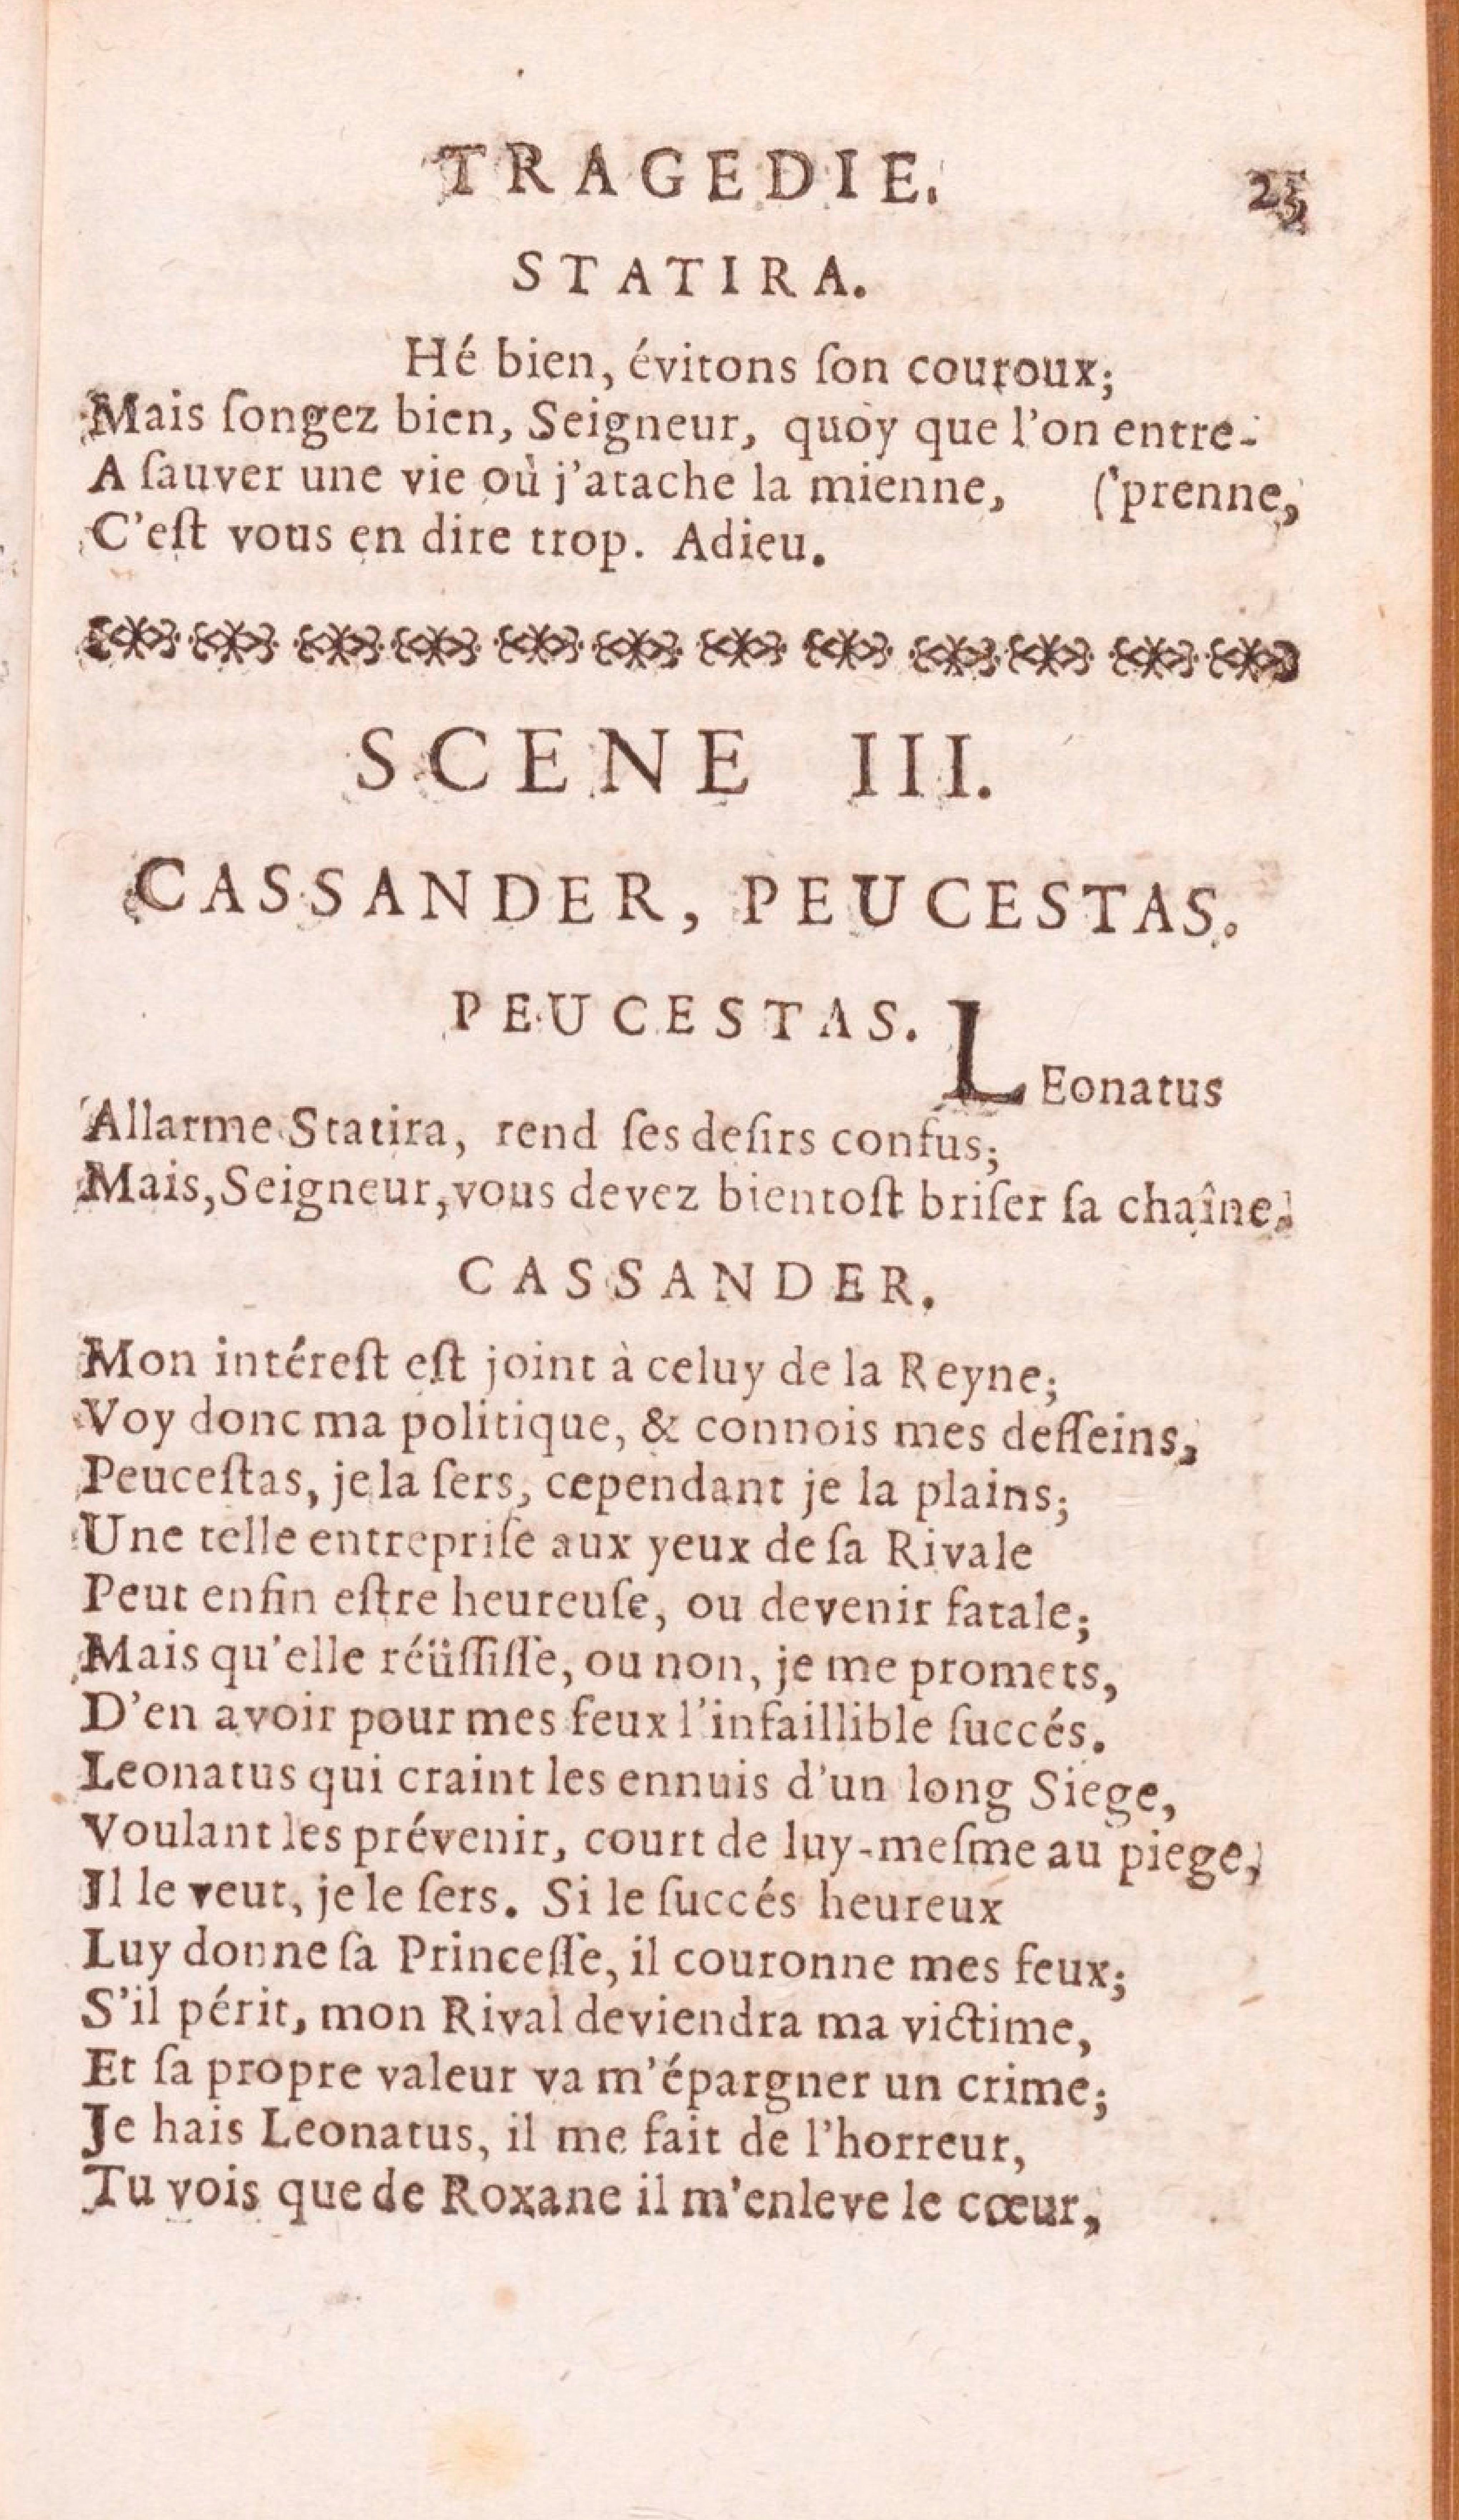 TRAGEDIE. 25
STATIRA.
Hé bien, évitons ſon couroux;
Mais ſongez bien, Seigneur, quoy que l'on entre-
A ſauver une vie où j'atache la mienne, ('prenne,
C'eſt vous en dire trop. Adieu.
SCENE III.
CASSANDER, PEUCESTAS.
PEUCESTAS.
LEonatus
Allarme Statira, rend ſes deſirs confus;
Mais, Seigneur, vous devez bientoſt briſer ſa chaîne.
CASSANDER.
Mon intéreſt eſt joint à celuy de la Reyne;
Voy donc ma politique, & connois mes deſſeins,
Peuceſtas, je la ſers, cependant je la plains;
Une telle entrepriſe aux yeux de ſa Rivale
Peut enfin eſtre heureuſe, ou devenir fatale;
Mais qu'elle réüſſiſſe, ou non, je me promets,
D'en avoir pour mes feux l'infaillible ſuccés.
Leonatus qui craint les ennuis d'un long Siege,
Voulant les prévenir, court de luy-meſme au piege,
Il le veut, je le ſers. Si le ſuccés heureux
Luy donne ſa Princeſſe, il couronne mes feux;
S'il périt, mon Rival deviendra ma victime,
Et ſa propre valeur va m'épargner un crime;
Je hais Leonatus, il me fait de l'horreur,
Tu vois que de Roxane il m'enleve le cœur,